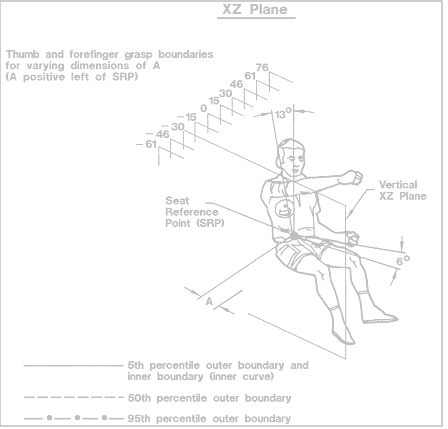 XZ Plane
Thumb and forefinger grasp boundaries
for varying dimensions of A
(A positive left of SRP)
76
61
46
30
15
0
– 15
– 30
– 46
– 61
13°
Vertical
XZ Plane
Seat
Reference
Point (SRP)
6°
A
5th percentile outer boundary and
inner boundary (inner curve)
50th percentile outer boundary
95th percentile outer boundary